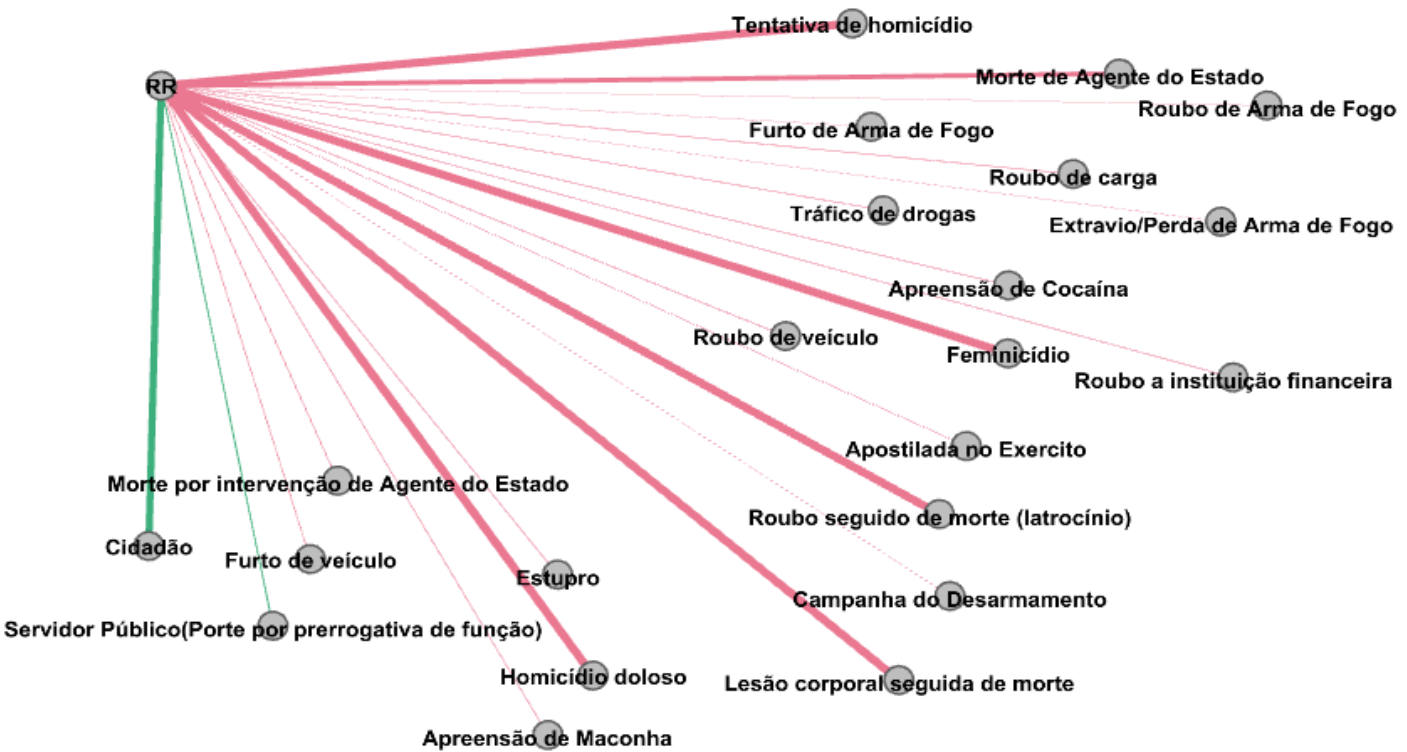 Tentativa de homicídio
RR
Morte de Agente do Estado
Roubo de Arma de Fogo
Furto de Arma de Fogo
Roubo de carga
Tráfico de drogas
Extravio/Perda de Arma de Fogo
Apreensão de Cocaína
Roubo de veículo
Feminicídio
Roubo a instituição financeira
Apostilada no Exercito
Morte por intervenção de Agente do Estado
Roubo seguido de morte (latrocínio)
Cidadão
Furto de veículo
Estupro
Campanha do Desarmamento
Servidor Público(Porte por prerrogativa de função)
Homicídio doloso
Lesão corporal seguida de morte
Apreensão de Maconha